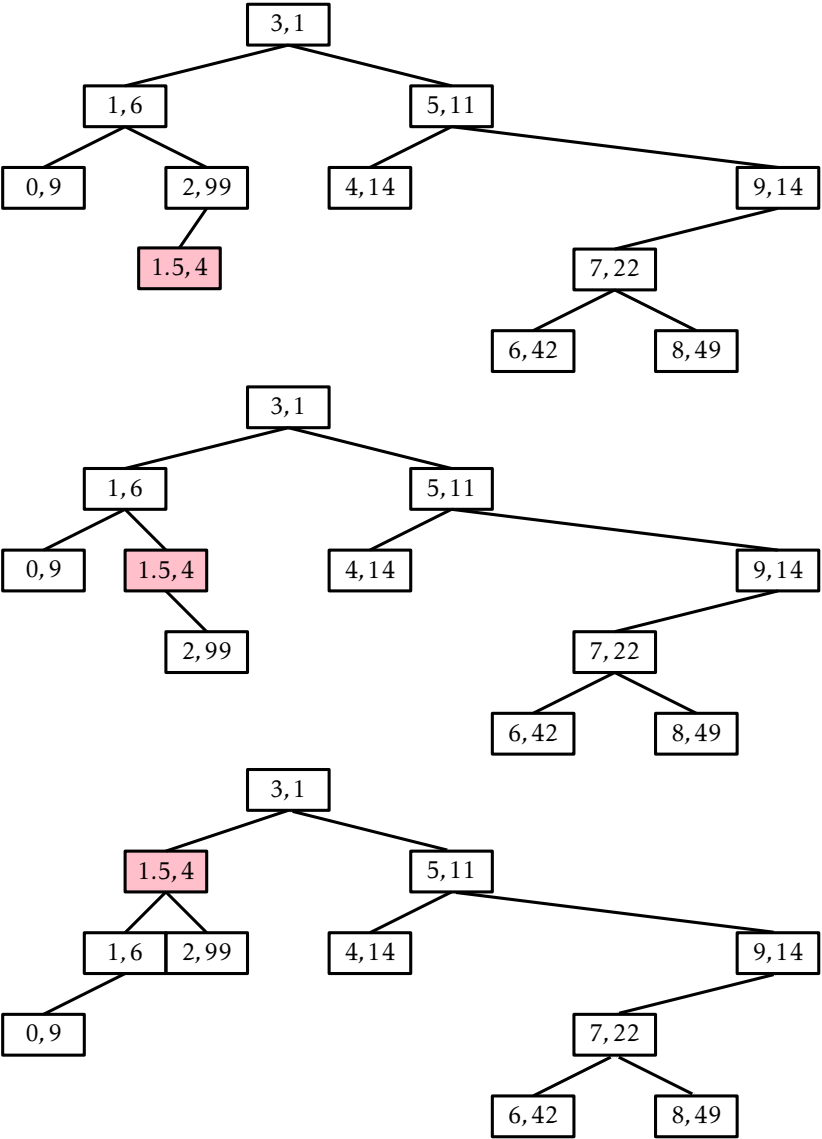 3, 1
1, 6 5, 11
0, 9 2, 99 4, 14 9, 14
1.5, 4 7, 22
6, 42 8, 49
3, 1
1, 6 5, 11
0, 9 1.5, 4 4, 14 9, 14
2, 99 7, 22
6, 42 8, 49
3, 1
1.5, 4 5, 11
1, 6 2, 99 4, 14 9, 14
0, 9 7, 22
6, 42 8, 49